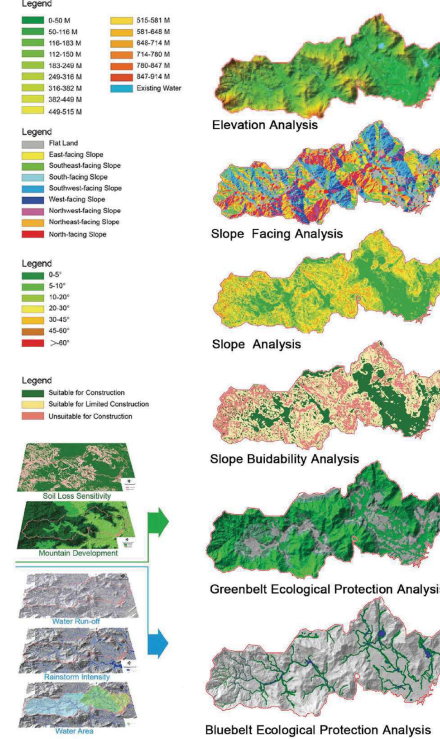 Legend
0-50 M
50-116 M
116-183 M
112-150 M
183-249 M
249-316 M
316-382 M
382-449 M
449-515 M
515-581 M
581-648 M
648-714 M
714-780 M
780-847 M
847-914 M
Existing Water
Elevation Analysis
Legend
Flat Land
East-facing Slope
Southeast-facing Slope
South-facing Slope
Southwest-facing Slope
West-facing Slope
Northwest-facing Slope
Northeast-facing Slope
North-facing Slope
Slope Facing Analysis
Legend
0-5°
5-10°
10-20°
20-30°
30-45°
45-60°
>60°
Slope Analysis
Legend
Suitable for Construction
Suitable for Limited Construction
Unsuitable for Construction
Slope Buidability Analysis
Soil Loss Sensitivity
Mountain Development
Greenbelt Ecological Protection Analysis
Water Run-off
Rainstorm Intensity
Water Area
Bluebelt Ecological Protection Analysis